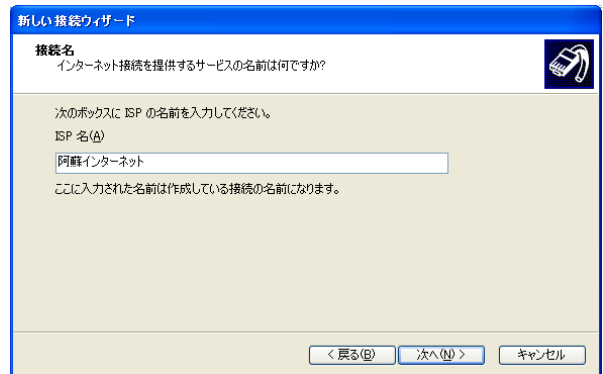 新しい接続ウィザード
接続名
インターネット接続を提供するサービスの名前は何ですか?
次のボックスに ISP の名前を入力してください。
ISP 名(A)
阿蘇インターネット
ここに入力された名前は作成している接続の名前になります。
< 戻る(B) 次へ(N) > キャンセル